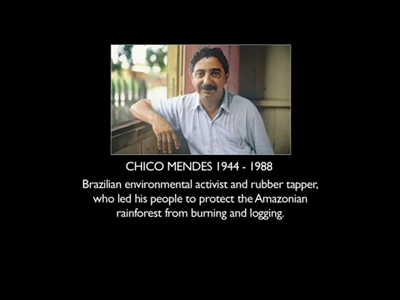 CHICO MENDES 1944 - 1988
Brazilian environmental activist and rubber tapper,
who led his people to protect the Amazonian
rainforest from burning and logging.